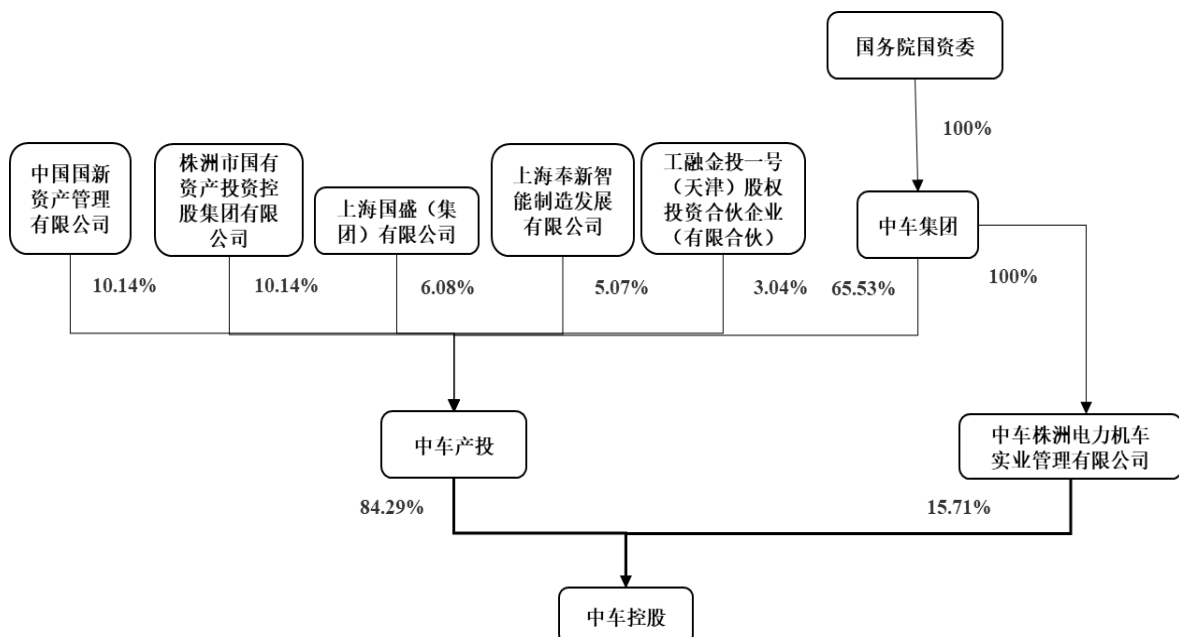 国务院国资委
100%
中国国新
资产管理
有限公司
株洲市国有
资产投资控
股集团有限
公司
上海国盛（集
团）有限公司
上海奉新智
能制造发展
有限公司
工融金投一号
（天津）股权
投资合伙企业
（有限合伙）
中车集团
10.14%
10.14%
6.08%
5.07%
3.04%
65.53%
100%
中车产投
中车株洲电力机车
实业管理有限公司
84.29%
15.71%
中车控股